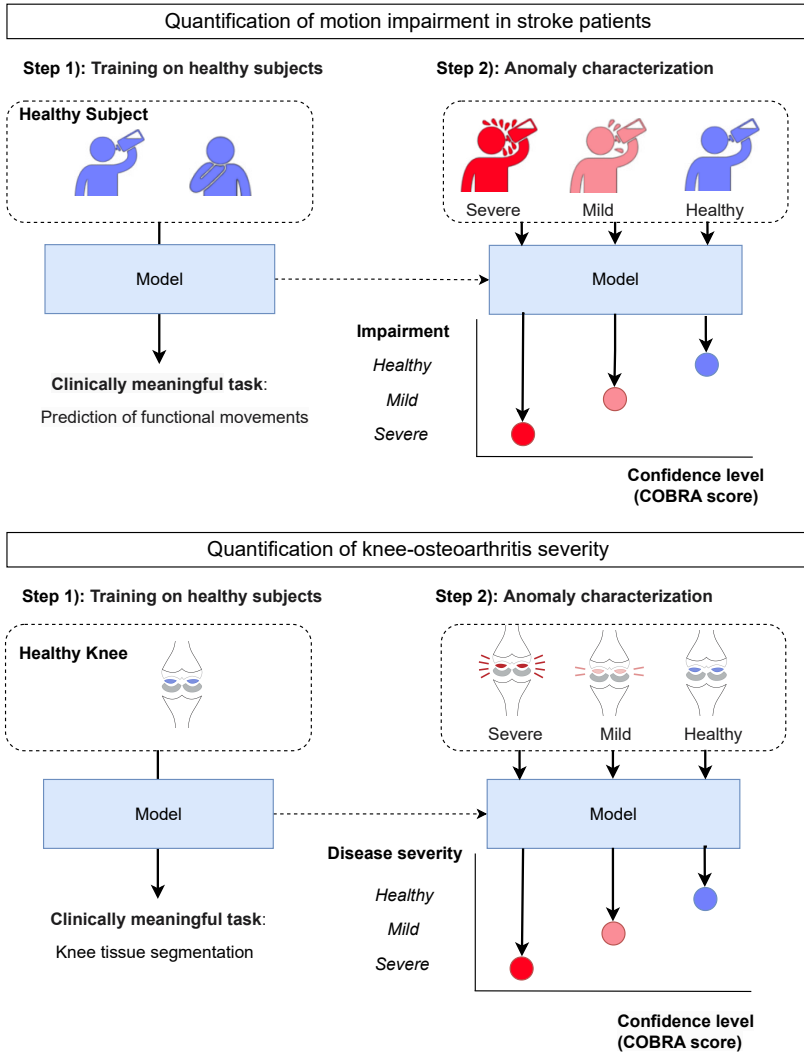 Quantification of motion impairment in stroke patients
Step 1): Training on healthy subjects
Step 2): Anomaly characterization
Healthy Subject
Severe
Mild
Healthy
Model
Model
Clinically meaningful task:
Prediction of functional movements
Impairment
Healthy
Mild
Severe
Confidence level
(COBRA score)
Quantification of knee-osteoarthritis severity
Step 1): Training on healthy subjects
Step 2): Anomaly characterization
Healthy Knee
Severe
Mild
Healthy
Model
Model
Clinically meaningful task:
Knee tissue segmentation
Disease severity
Healthy
Mild
Severe
Confidence level
(COBRA score)